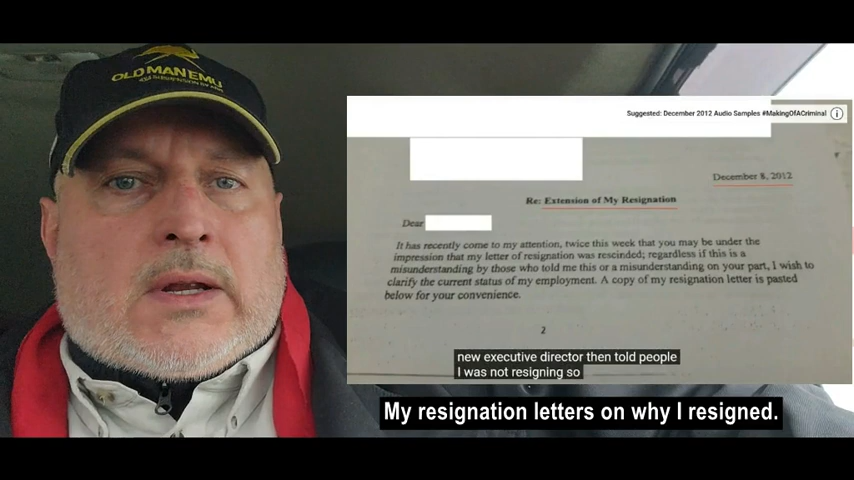 OLD MAN EMU
4X4 SUSPENSION BY ARB
Suggested: December 2012 Audio Samples #MakingOfACriminal
December 8, 2012
Re: Extension of My Resignation
Dear
It has recently come to my attention, twice this week that you may be under the
impression that my letter of resignation was rescinded; regardless if this is a
misunderstanding by those who told me this or a misunderstanding on your part, I wish to
clarify the current status of my employment. A copy of my resignation letter is pasted
below for your convenience.
2
new executive director then told people
I was not resigning so
My resignation letters on why I resigned.